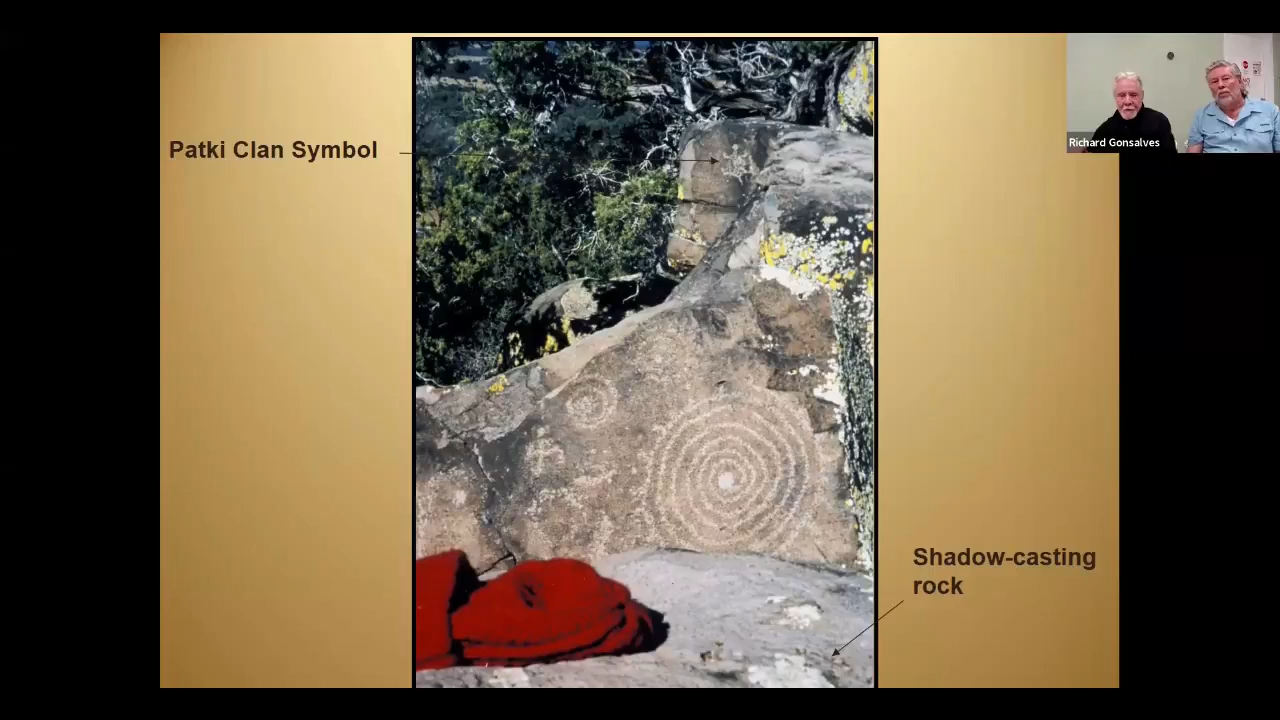 Patki Clan Symbol
Richard Gonsalves
Shadow-casting
rock